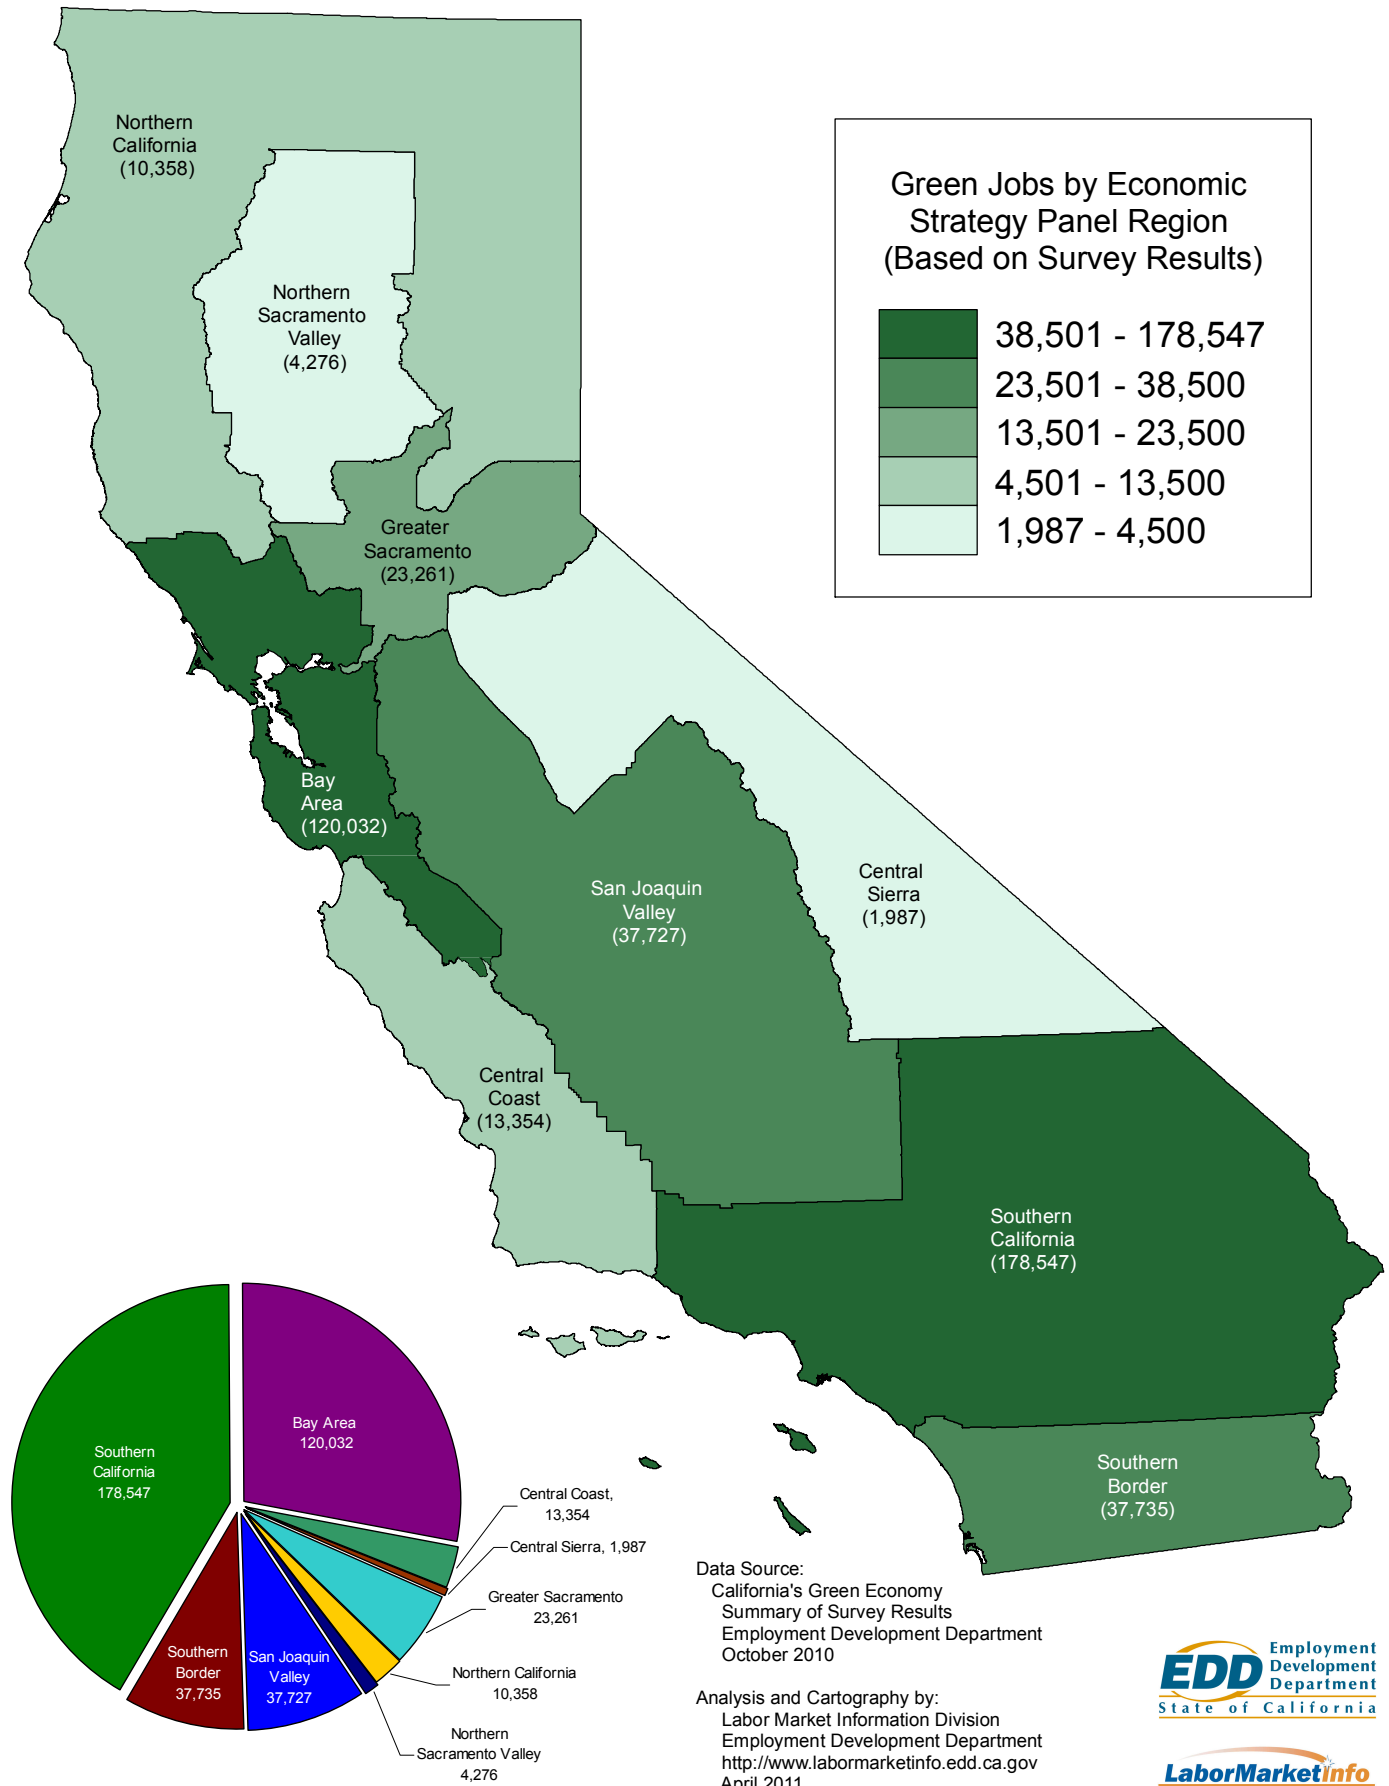 Northern
California
(10,358)
Northern
Sacramento
Valley
(4,276)
Greater
Sacramento
(23,261)
Bay
Area
(120,032)
San Joaquin
Valley
(37,727)
Central
Sierra
(1,987)
Central
Coast
(13,354)
Southern
California
(178,547)
Southern
Border
(37,735)
Green Jobs by Economic
Strategy Panel Region
(Based on Survey Results)
38,501 - 178,547
23,501 - 38,500
13,501 - 23,500
4,501 - 13,500
1,987 - 4,500
Bay Area
120,032
Southern
California
178,547
Central Coast,
13,354
Central Sierra, 1,987
Greater Sacramento
23,261
Northern California
10,358
Northern
Sacramento Valley
4,276
San Joaquin
Valley
37,727
Southern
Border
37,735
Data Source:
California's Green Economy
Summary of Survey Results
Employment Development Department
October 2010
Analysis and Cartography by:
Labor Market Information Division
Employment Development Department
http://www.labormarketinfo.edd.ca.gov
April 2011
EDD
Employment
Development
Department
State of California
LaborMarketinfo